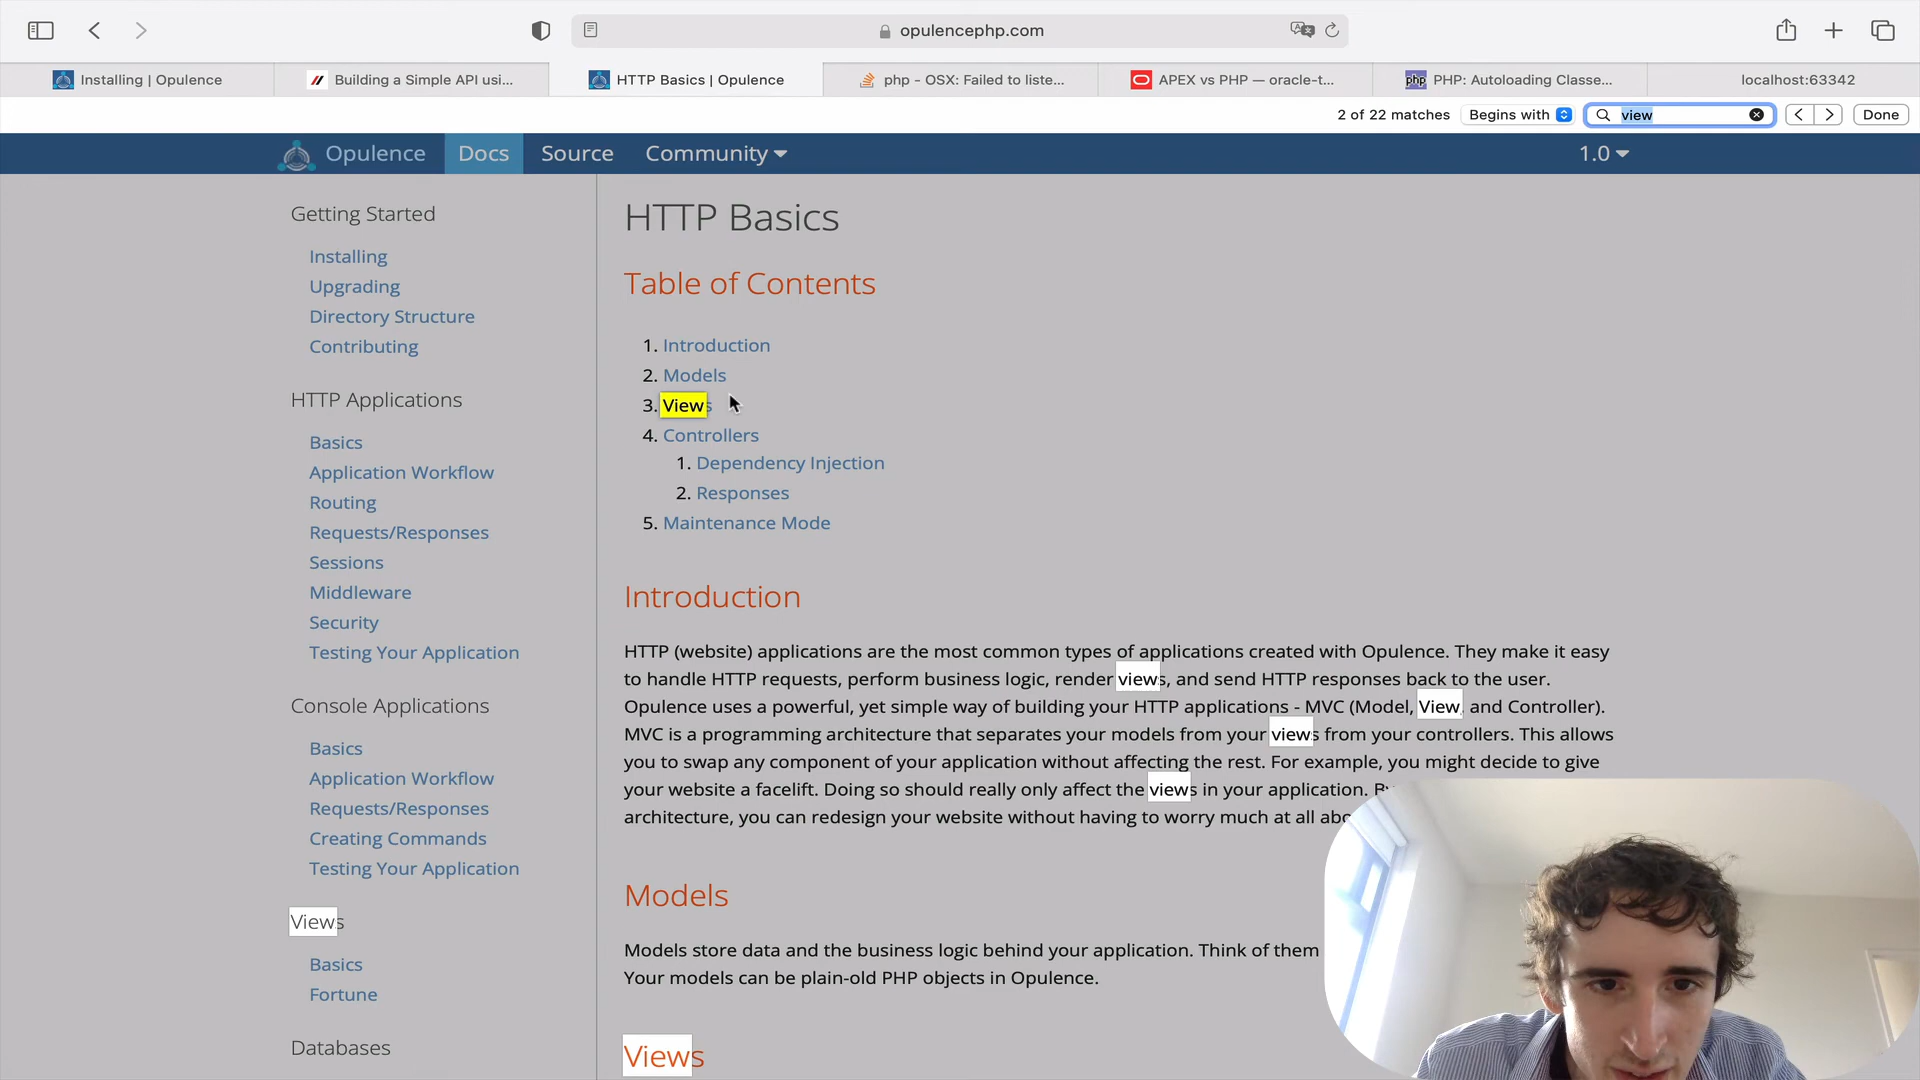 opulencephp.com
Installing | Opulence
Building a Simple API usi...
HTTP Basics | Opulence
php - OSX: Failed to liste...
APEX vs PHP — oracle-t...
php
PHP: Autoloading Classe...
localhost:63342
2 of 22 matches
Begins with
view
Done
Opulence
Docs
Source
Community
1.0
Getting Started
Installing
Upgrading
Directory Structure
Contributing
HTTP Applications
Basics
Application Workflow
Routing
Requests/Responses
Sessions
Middleware
Security
Testing Your Application
Console Applications
Basics
Application Workflow
Requests/Responses
Creating Commands
Testing Your Application
Views
Basics
Fortune
Databases
HTTP Basics
Table of Contents
1. Introduction
2. Models
3. Views
4. Controllers
1. Dependency Injection
2. Responses
5. Maintenance Mode
Introduction
HTTP (website) applications are the most common types of applications created with Opulence. They make it easy
to handle HTTP requests, perform business logic, render views, and send HTTP responses back to the user.
Opulence uses a powerful, yet simple way of building your HTTP applications - MVC (Model, View, and Controller).
MVC is a programming architecture that separates your models from your views from your controllers. This allows
you to swap any component of your application without affecting the rest. For example, you might decide to give
your website a facelift. Doing so should really only affect the views in your application.
architecture, you can redesign your website without having to worry much at all
Models
Models store data and the business logic behind your application. Think of them
Your models can be plain-old PHP objects in Opulence.
Views